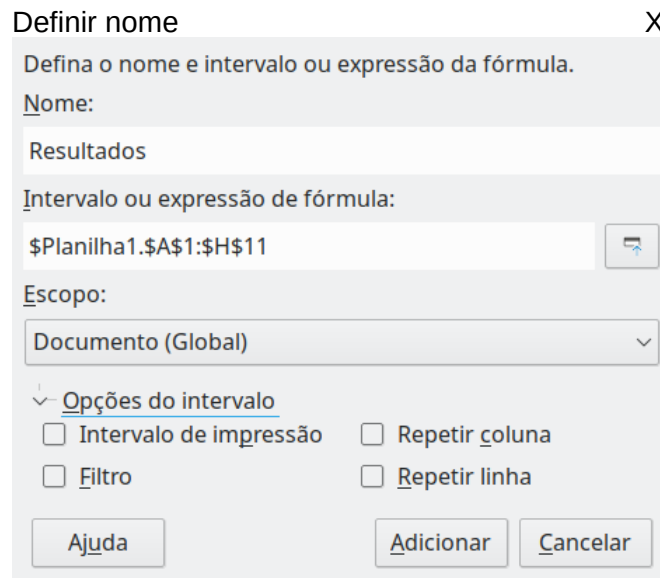 Definir nome X
Defina o nome e intervalo ou expressão da fórmula.
Nome:
Resultados
Intervalo ou expressão de fórmula:
$Planilha1.$A$1:$H$11
Escopo:
Documento (Global)
Opções do intervalo
Intervalo de impressão Repetir coluna
Filtro Repetir linha
Ajuda Adicionar Cancelar